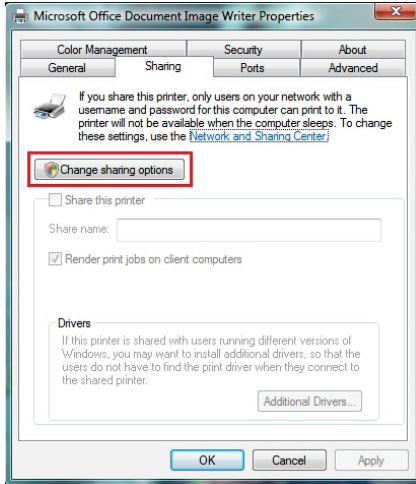 Microsoft Office Document Image Writer Properties
Color Management Security About
General Sharing Ports Advanced
If you share this printer, only users on your network with a
username and password for this computer can print to it. The
printer will not be available when the computer sleeps. To change
these settings, use the Network and Sharing Center.
Change sharing options
Share this printer
Share name:
Render print jobs on client computers
Drivers
If this printer is shared with users running different versions of
Windows, you may want to install additional drivers, so that the
users do not have to find the print driver when they connect to
the shared printer.
Additional Drivers...
OK Cancel Apply